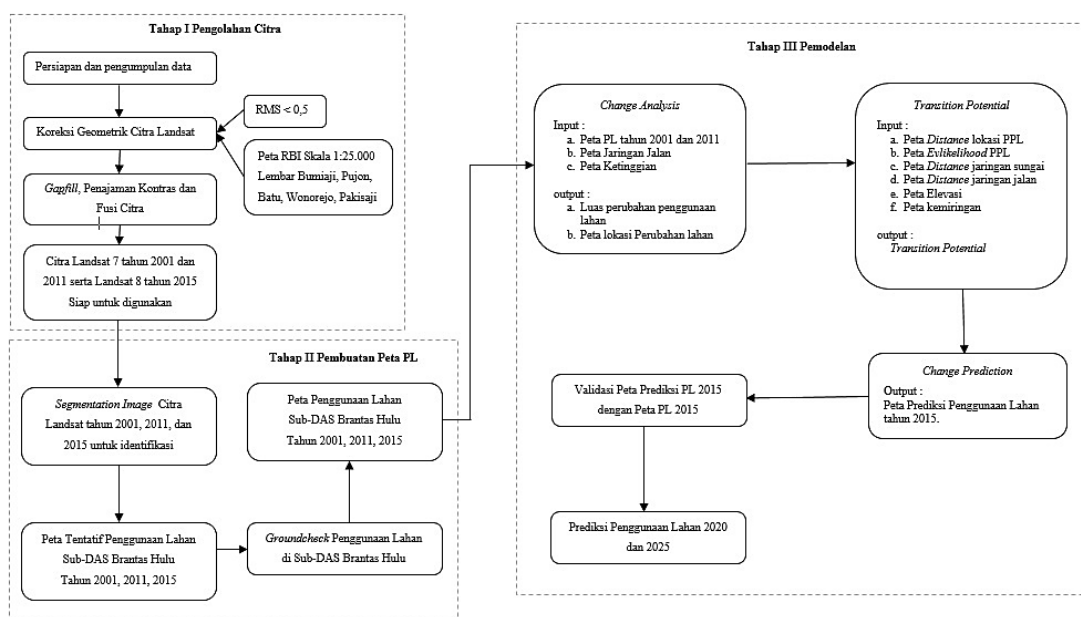 Tahap I Pengolahan Citra
Persiapan dan pengumpulan data
RMS < 0,5
Koreksi Geometrik Citra Landsat
Peta RBI Skala 1:25.000
Lembar Bumiaji, Pujon,
Batu, Wonorejo, Pakisaji
Gapfill, Penajaman Kontras dan
Fusi Citra
Citra Landsat 7 tahun 2001 dan
2011 serta Landsat 8 tahun 2015
Siap untuk digunakan
Tahap II Pembuatan Peta PL
Segmentation Image Citra
Landsat tahun 2001, 2011, dan
2015 untuk identifikasi
Peta Tentatif Penggunaan Lahan
Sub-DAS Brantas Hulu
Tahun 2001, 2011, 2015
Groundcheck Penggunaan Lahan
di Sub-DAS Brantas Hulu
Peta Penggunaan Lahan
Sub-DAS Brantas Hulu
Tahun 2001, 2011, 2015
Tahap III Pemodelan
Change Analysis
Input :
a. Peta PL tahun 2001 dan 2011
b. Peta Jaringan Jalan
c. Peta Ketinggian
output :
a. Luas perubahan penggunaan
lahan
b. Peta lokasi Perubahan lahan
Transition Potential
Input :
a. Peta Distance lokasi PPL
b. Peta Evlikelihood PPL
c. Peta Distance jaringan sungai
d. Peta Distance jaringan jalan
e. Peta Elevasi
f. Peta kemiringan
output :
Transition Potential
Change Prediction
Output :
Peta Prediksi Penggunaan Lahan
tahun 2015.
Validasi Peta Prediksi PL 2015
dengan Peta PL 2015
Prediksi Penggunaan Lahan 2020
dan 2025